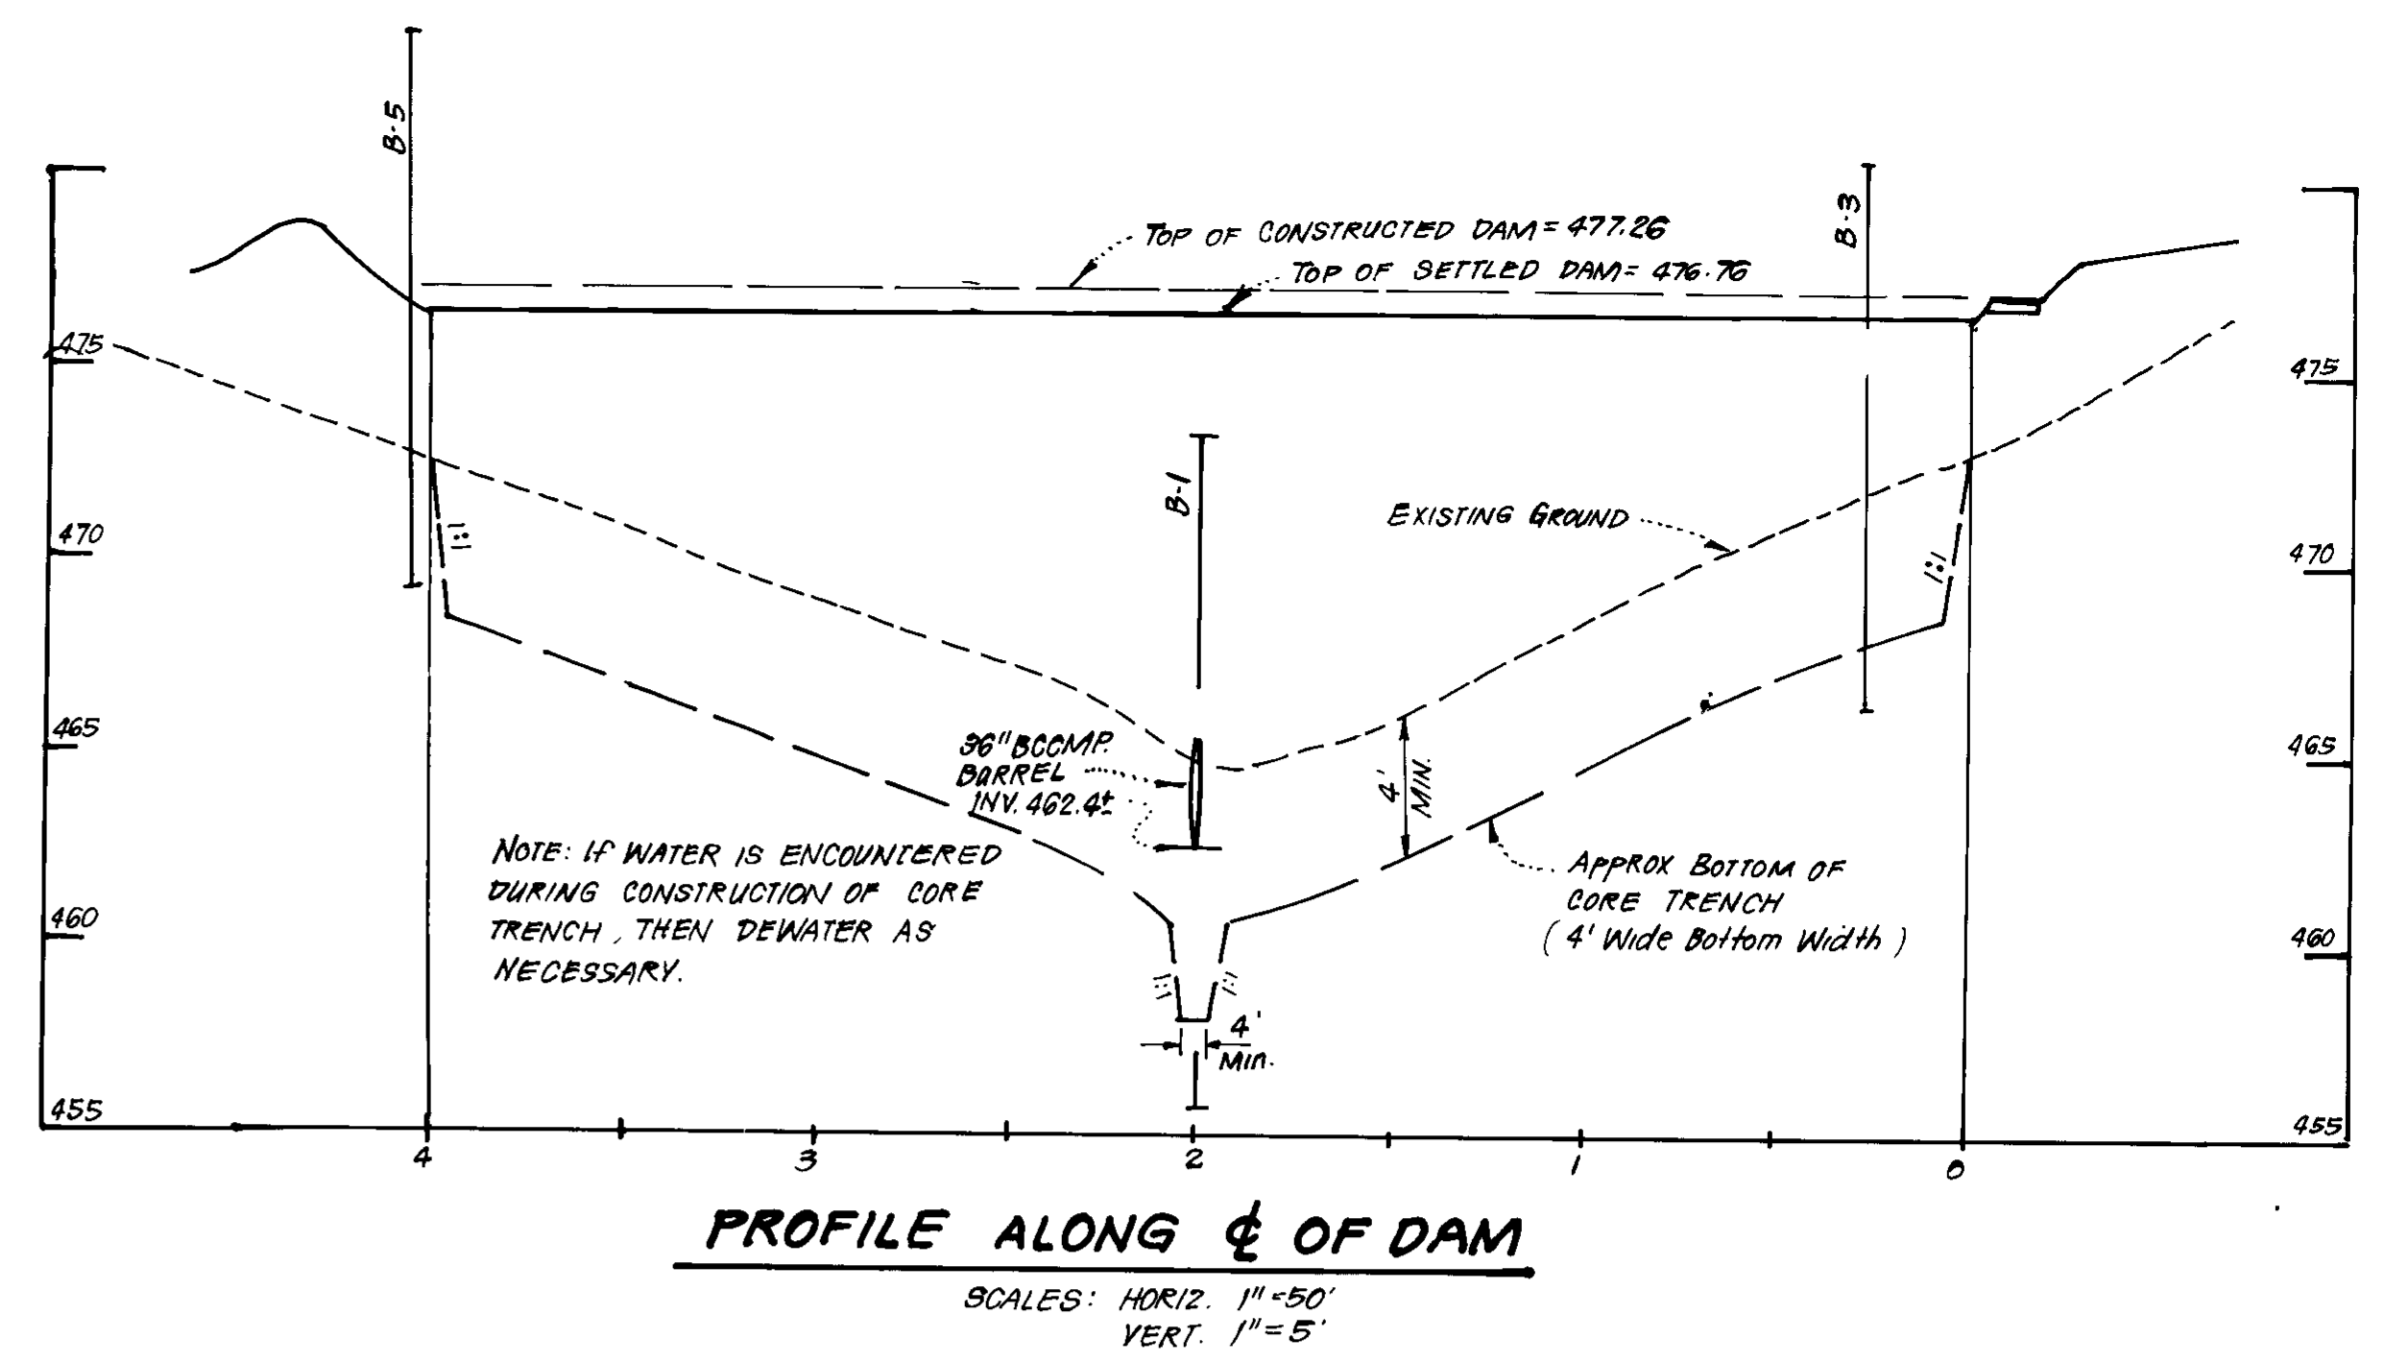 B-5
B-3
TOP OF CONSTRUCTED DAM = 477.26
TOP OF SETTLED DAM = 476.76
475
475
B-1
EXISTING GROUND
470
1:1
1:1
470
465
36" BCCMP.
BARREL
INV. 462.4±
4'
MIN.
465
NOTE: IF WATER IS ENCOUNTERED
DURING CONSTRUCTION OF CORE
TRENCH, THEN DEWATER AS
NECESSARY.
APPROX BOTTOM OF
CORE TRENCH
( 4' Wide Bottom Width )
460
460
1:1
1:1
4'
Min.
455
455
4
3
2
1
0
PROFILE ALONG ℄ OF DAM
SCALES: HORIZ. 1"=50'
VERT. 1"=5'